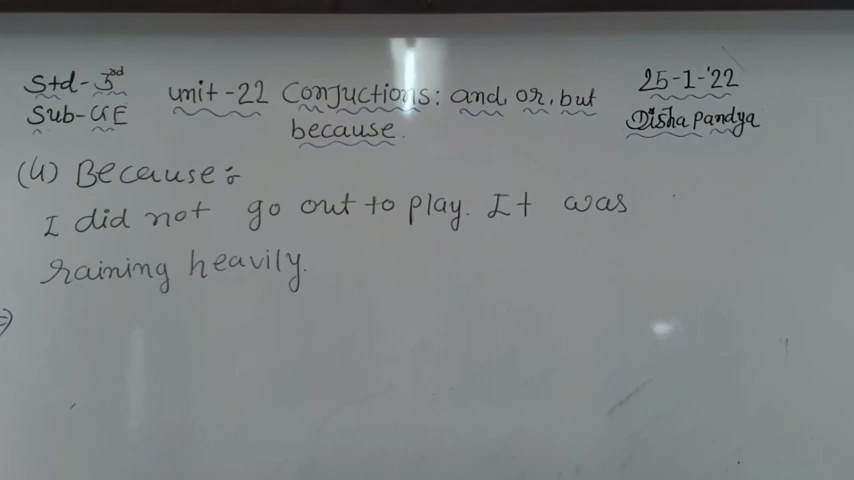 Std-3rd
Sub-GE
unit-22 Conjuctions: and, or, but
because.
25-1-'22
Disha Pandya
(4) Because:
I did not go out to play. It was
raining heavily.
⇒